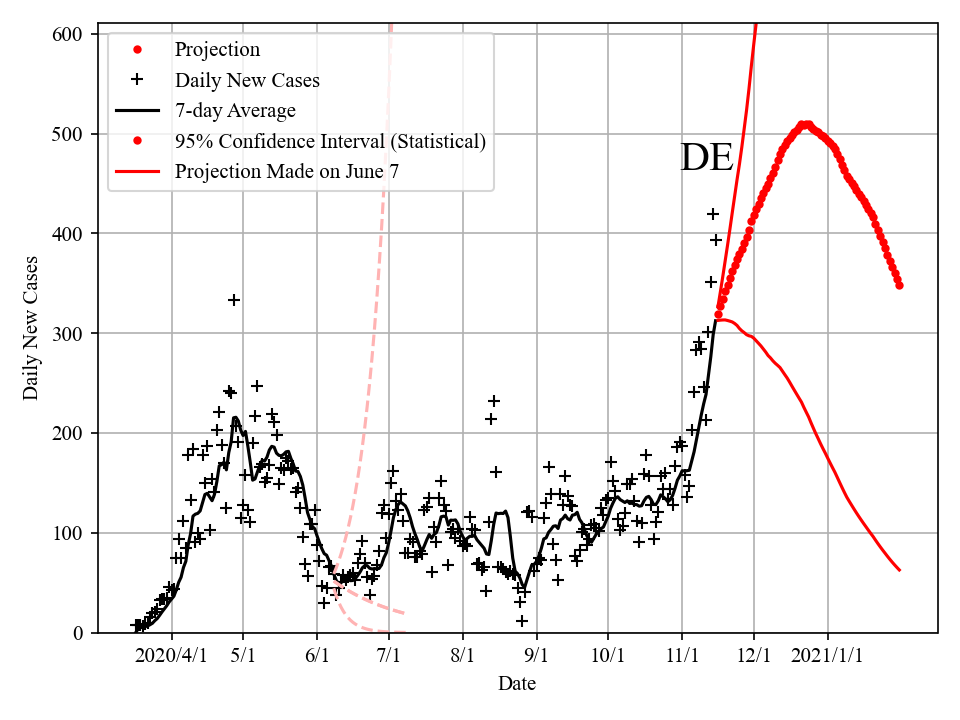 600
500
400
300
200
100
0
Daily New Cases
Projection
Daily New Cases
7-day Average
95% Confidence Interval (Statistical)
Projection Made on June 7
DE
2020/4/1 5/1 6/1 7/1 8/1 9/1 10/1 11/1 12/1 2021/1/1
Date